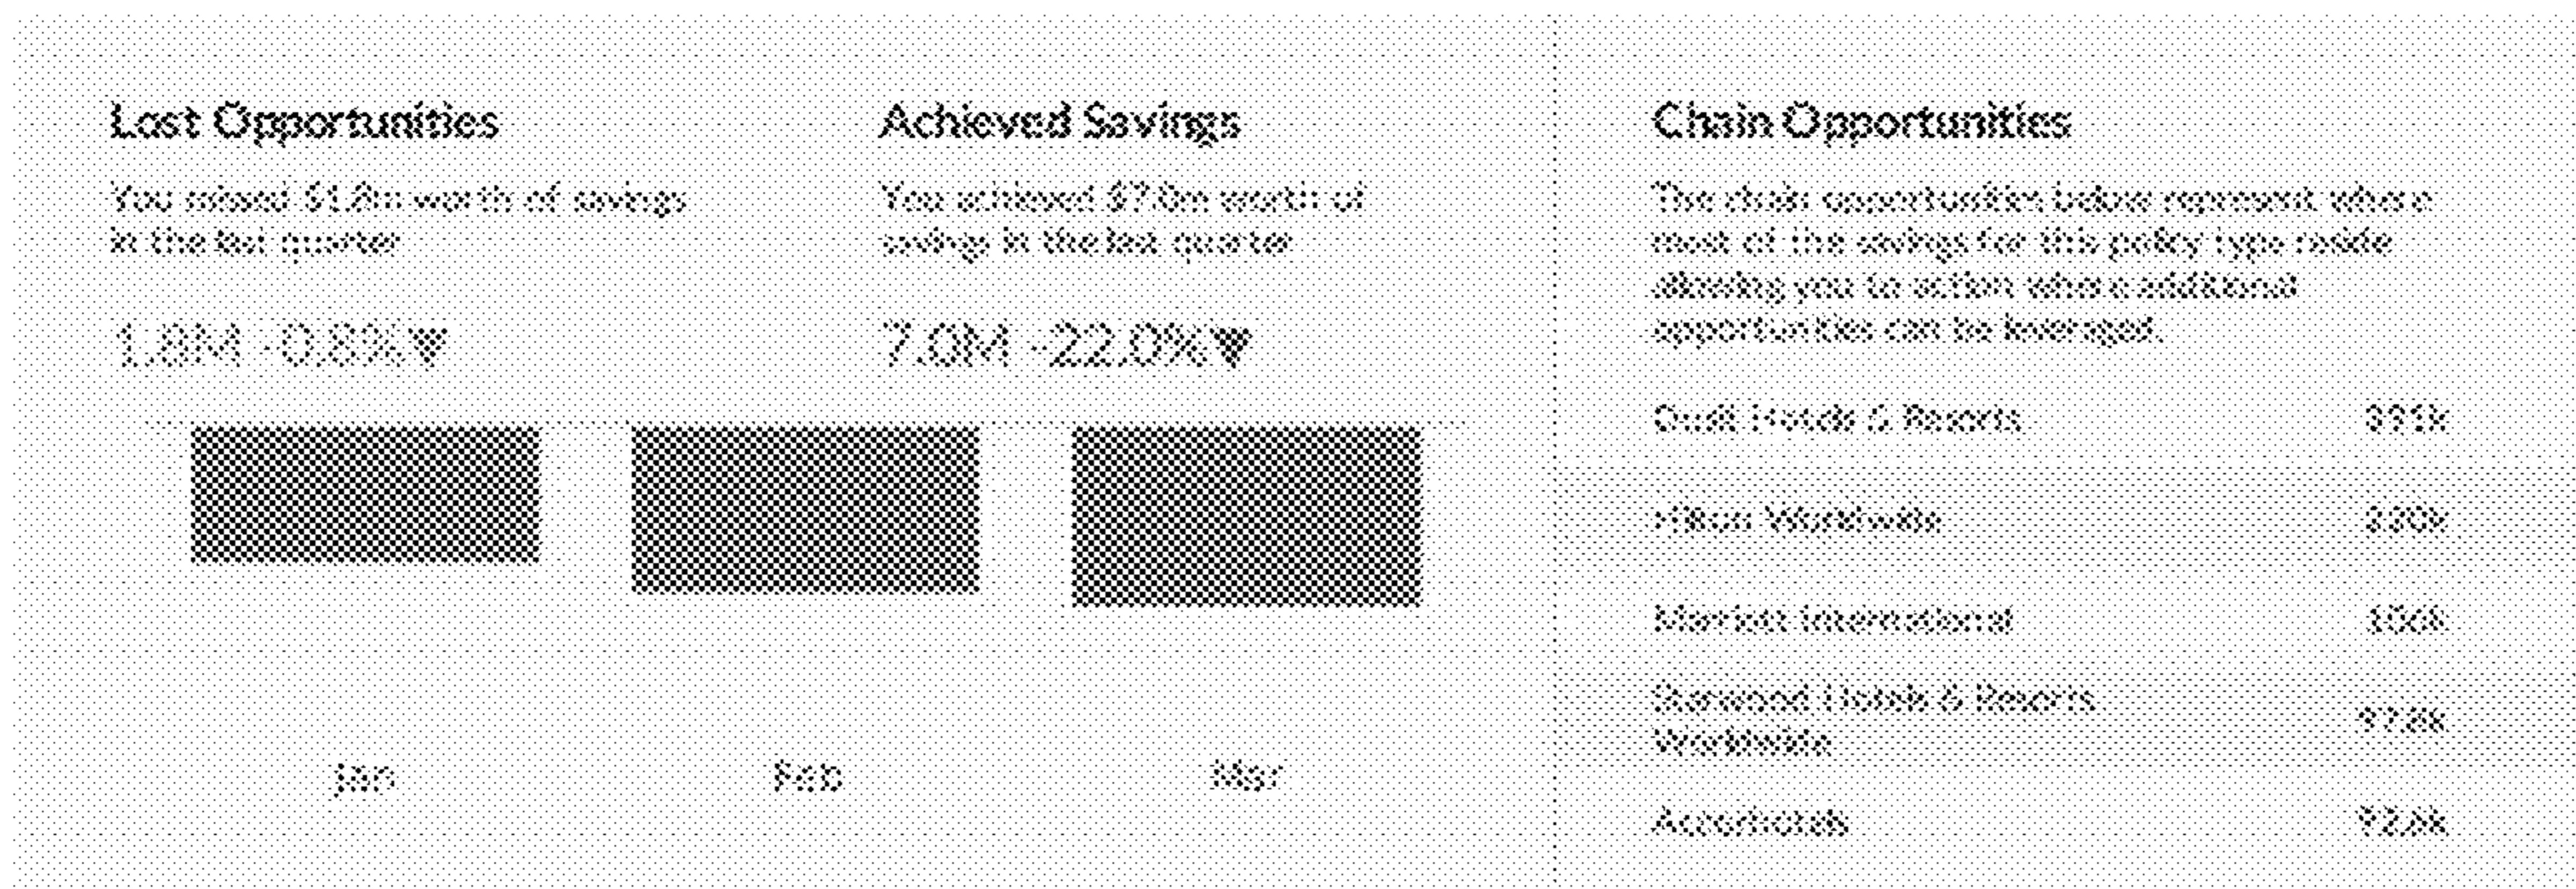 Lost Opportunities
You missed $1.8m worth of savings
in the last quarter
1.8M -0.8%▼
Achieved Savings
You achieved $7.0m worth of
savings in the last quarter
7.0M -22.0%▼
Jan
Feb
Mar
Chain Opportunities
The chain opportunities below represent where
most of the savings for this policy type reside
allowing you to action where additional
opportunities can be leveraged.
Hotels & Resorts
Hilton Worldwide
Marriott International
Starwood Hotels & Resorts
Worldwide
Accorhotels